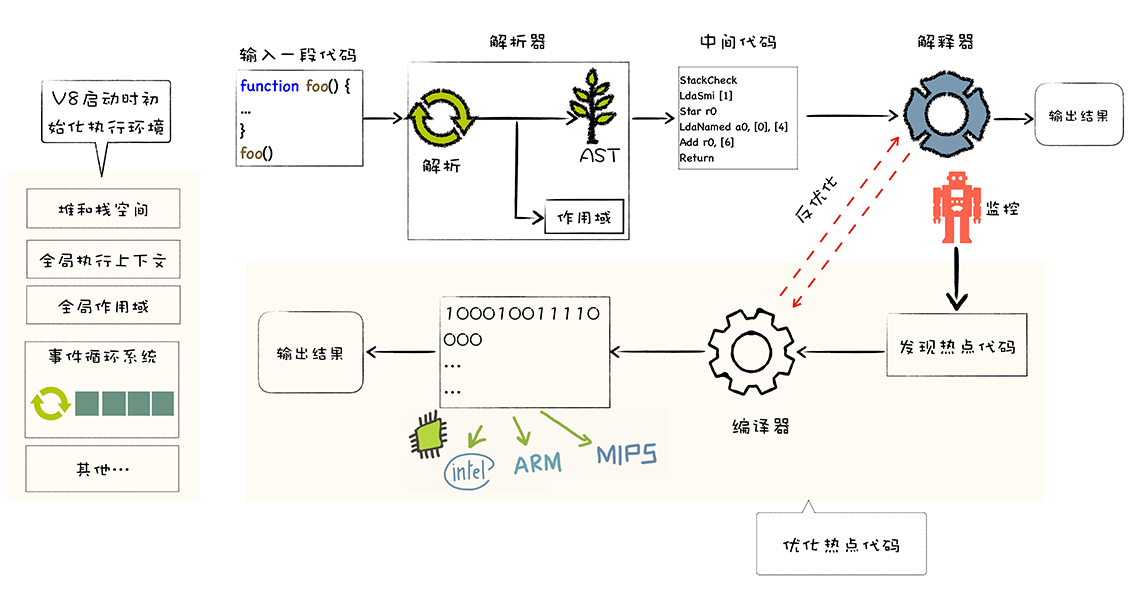 V8启动时初
始化执行环境
堆和栈空间
全局执行上下文
全局作用域
事件循环系统
其他…
输入一段代码
function foo() {
…
}
foo()
解析器
解析
AST
作用域
中间代码
StackCheck
LdaSmi [1]
Star r0
LdaNamed a0, [0], [4]
Add r0, [6]
Return
解释器
输出结果
反优化
监控
发现热点代码
编译器
10001001110
000
…
…
输出结果
intel
ARM
MIPS
优化热点代码